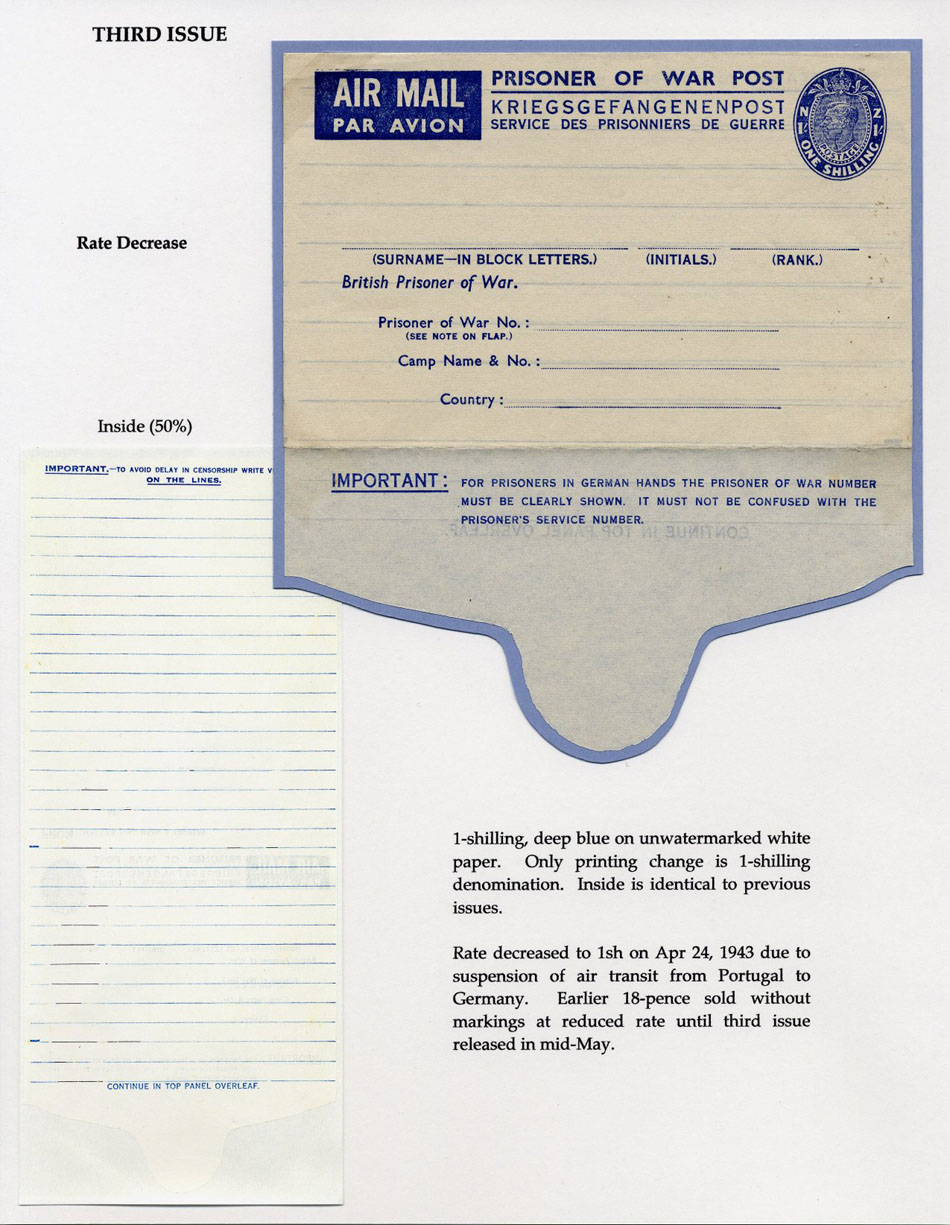 THIRD ISSUE
AIR MAIL
PAR AVION
PRISONER OF WAR POST
KRIEGSGEFANGENENPOST
SERVICE DES PRISONNIERS DE GUERRE
N Z
1/- 1/-
POSTAGE
ONE SHILLING
Rate Decrease
(SURNAME—IN BLOCK LETTERS.) (INITIALS.) (RANK.)
British Prisoner of War.
Prisoner of War No. :
(SEE NOTE ON FLAP.)
Camp Name & No. :
Country :
Inside (50%)
IMPORTANT.—TO AVOID DELAY IN CENSORSHIP WRITE V
ON THE LINES.
IMPORTANT: FOR PRISONERS IN GERMAN HANDS THE PRISONER OF WAR NUMBER
MUST BE CLEARLY SHOWN. IT MUST NOT BE CONFUSED WITH THE
PRISONER'S SERVICE NUMBER.
CONTINUE IN TOP PANEL OVERLEAF.
1-shilling, deep blue on unwatermarked white
paper. Only printing change is 1-shilling
denomination. Inside is identical to previous
issues.
Rate decreased to 1sh on Apr 24, 1943 due to
suspension of air transit from Portugal to
Germany. Earlier 18-pence sold without
markings at reduced rate until third issue
released in mid-May.
CONTINUE IN TOP PANEL OVERLEAF.